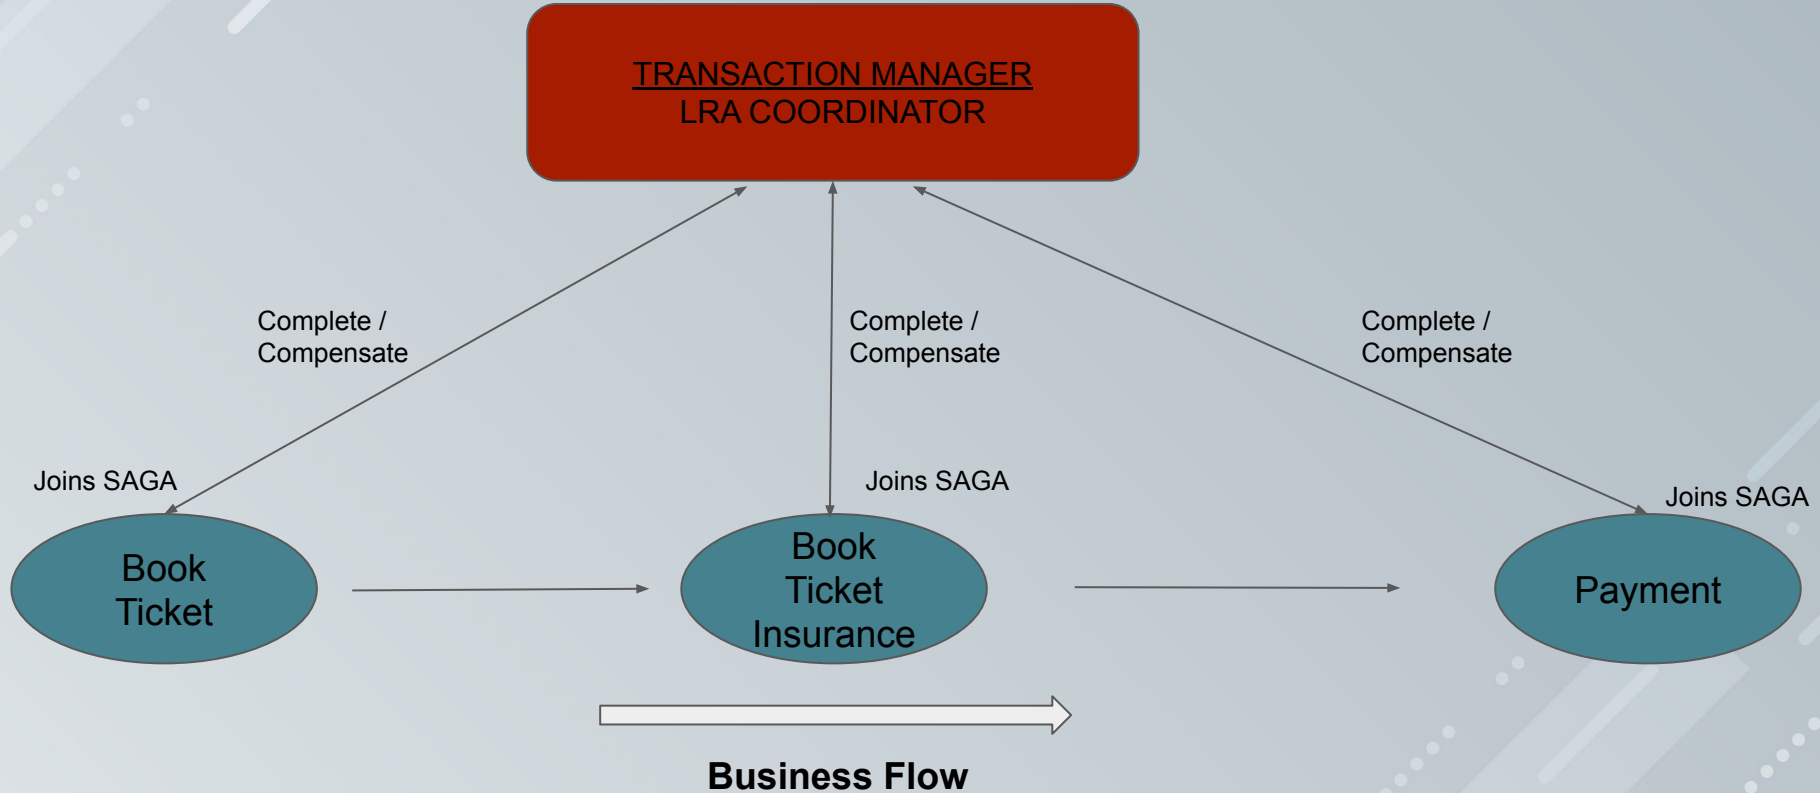 TRANSACTION MANAGER
LRA COORDINATOR
Complete /
Compensate
Complete /
Compensate
Complete /
Compensate
Joins SAGA
Joins SAGA
Joins SAGA
Book
Ticket
Book
Ticket
Insurance
Payment
Business Flow